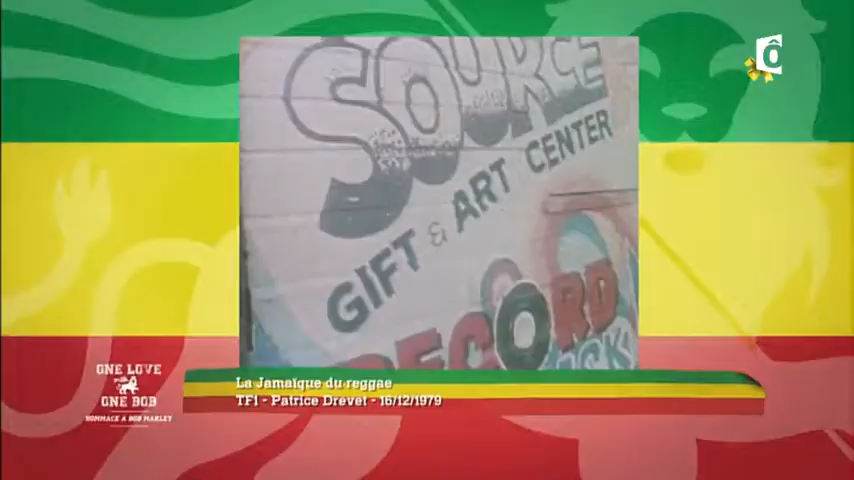 ô
SOURCE
GIFT & ART CENTER
RECORD
La Jamaïque du reggae
TF1 - Patrice Drevet - 16/12/1979
ONE LOVE
ONE BOB
HOMMAGE A BOB MARLEY